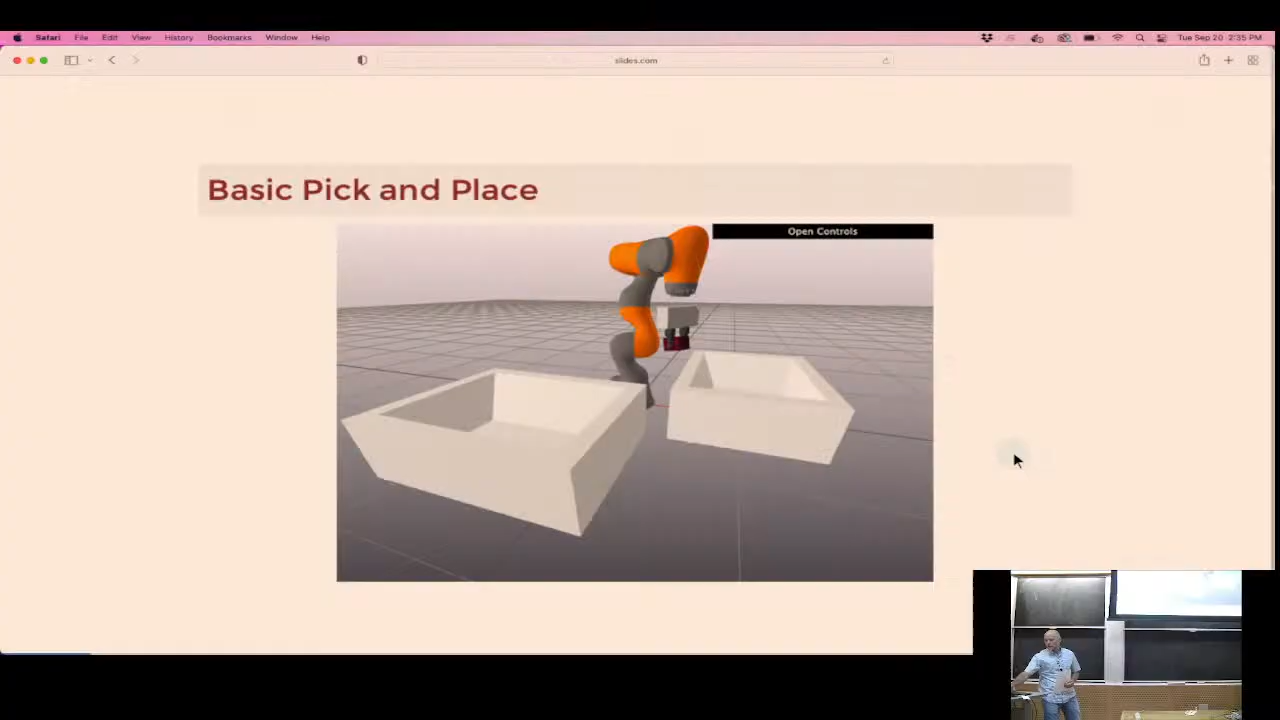 Safari File Edit View History Bookmarks Window Help Tue Sep 20 2:35 PM
slides.com
Basic Pick and Place
Open Controls